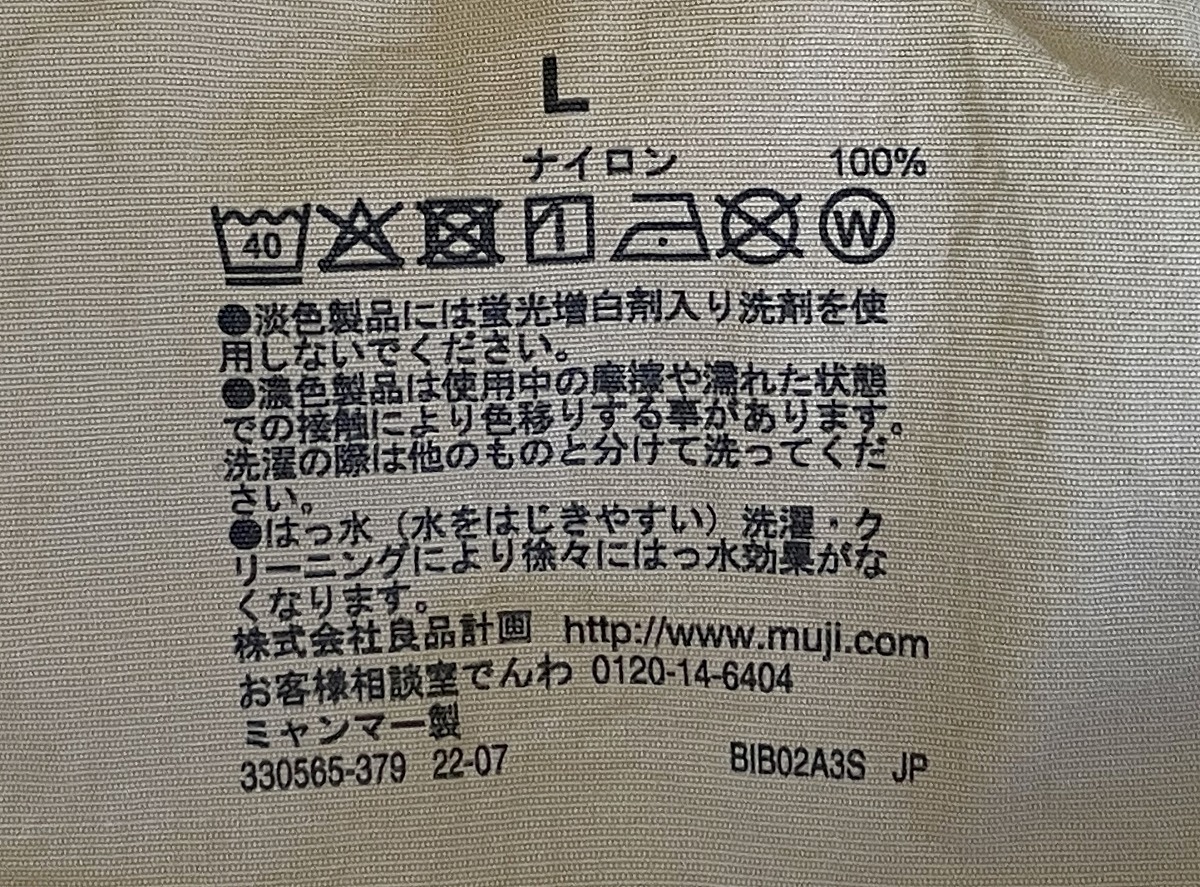 L
ナイロン 100%
40 W
●淡色製品には蛍光増白剤入り洗剤を使
用しないでください。
●濃色製品は使用中の摩擦や濡れた状態
での接触により色移りする事があります。
洗濯の際は他のものと分けて洗ってくだ
さい。
●はっ水（水をはじきやすい）洗濯・ク
リーニングにより徐々にはっ水効果がな
くなります。
株式会社良品計画 http://www.muji.com
お客様相談室でんわ 0120-14-6404
ミャンマー製
330565-379 22-07 BIB02A3S JP